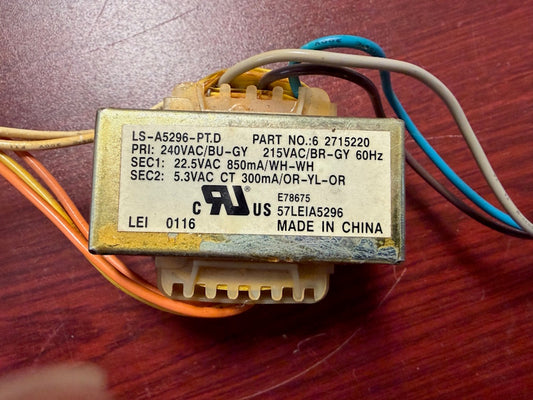 LS-A5296-PT.D PART NO.:6 2715220
PRI: 240VAC/BU-GY 215VAC/BR-GY 60Hz
SEC1: 22.5VAC 850mA/WH-WH
SEC2: 5.3VAC CT 300mA/OR-YL-OR
C RU US E78675
57LEIA5296
LEI 0116 MADE IN CHINA